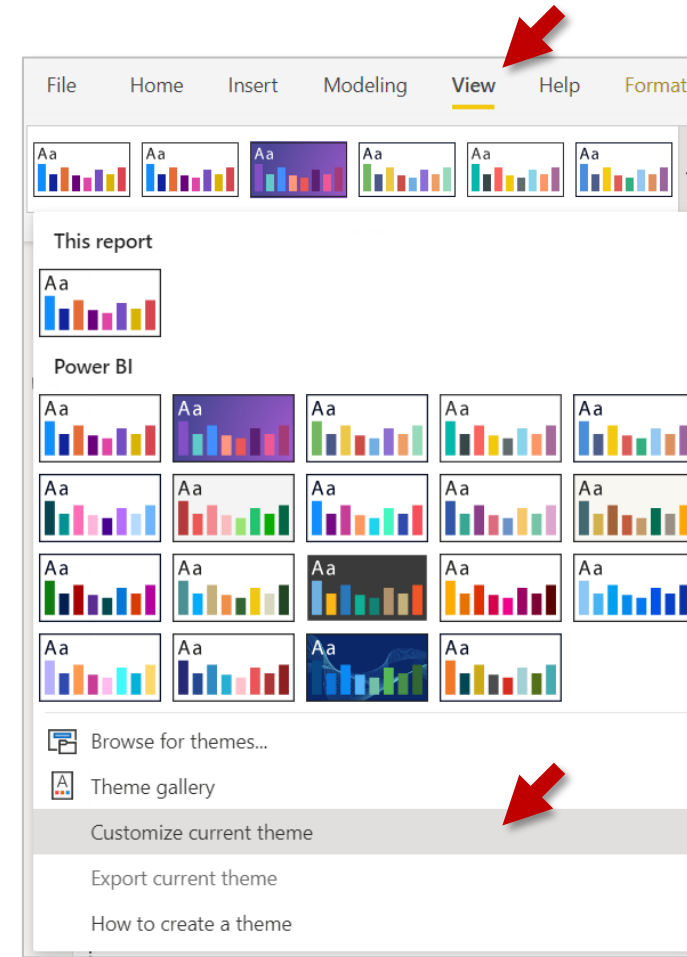 File Home Insert Modeling View Help Format
Aa Aa Aa Aa Aa Aa
This report
Aa
Power BI
Aa Aa Aa Aa Aa
Aa Aa Aa Aa Aa
Aa Aa Aa Aa Aa
Aa Aa Aa Aa
Browse for themes...
A Theme gallery
Customize current theme
Export current theme
How to create a theme